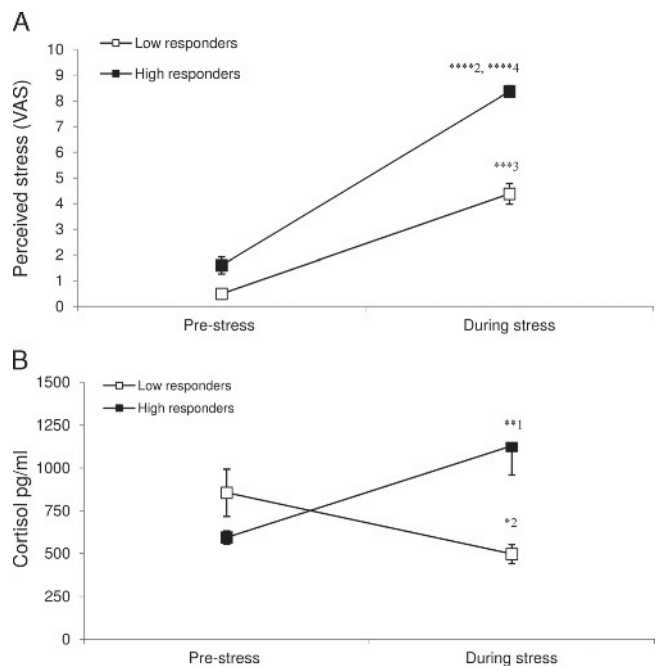 A
Low responders
High responders
10
9
8
7
6
5
4
3
2
1
0
Perceived stress (VAS)
****2, ****4
***3
Pre-stress
During stress
B
Low responders
High responders
1500
1250
1000
750
500
250
0
Cortisol pg/ml
**1
*2
Pre-stress
During stress